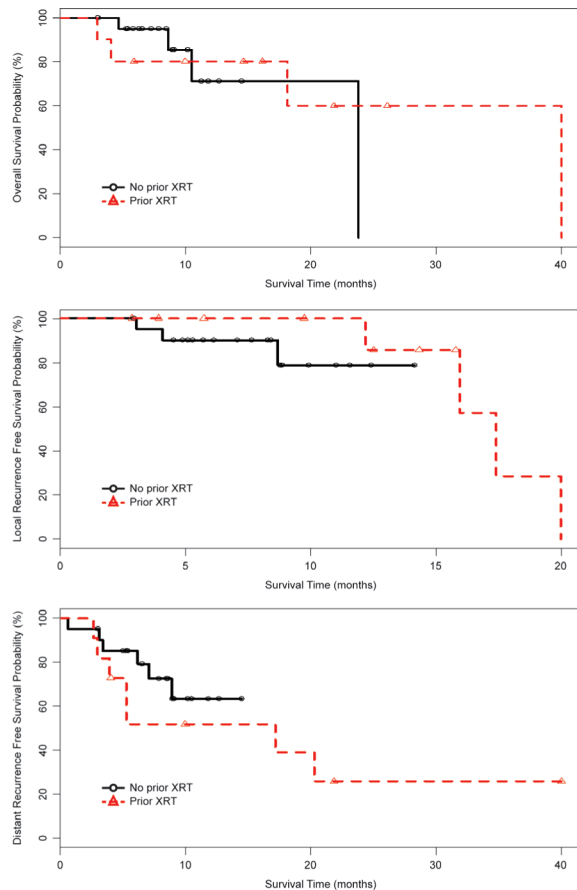 Overall Survival Probability (%)
100
80
60
40
20
0
No prior XRT
Prior XRT
0 10 20 30 40
Survival Time (months)
Local Recurrence Free Survival Probability (%)
100
80
60
40
20
0
No prior XRT
Prior XRT
0 5 10 15 20
Survival Time (months)
Distant Recurrence Free Survival Probability (%)
100
80
60
40
20
0
No prior XRT
Prior XRT
0 10 20 30 40
Survival Time (months)